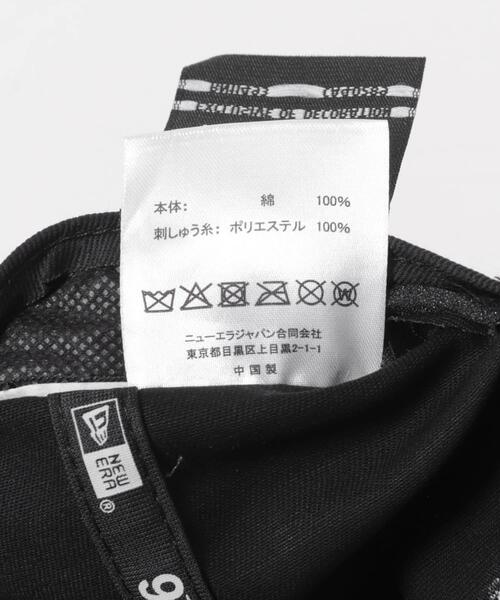 EXCLUSIVE OF DECORATION
本体: 綿 100%
刺しゅう糸: ポリエステル 100%
W
ニューエラジャパン合同会社
東京都目黒区上目黒2-1-1
中国製
NEW
ERA
®
9